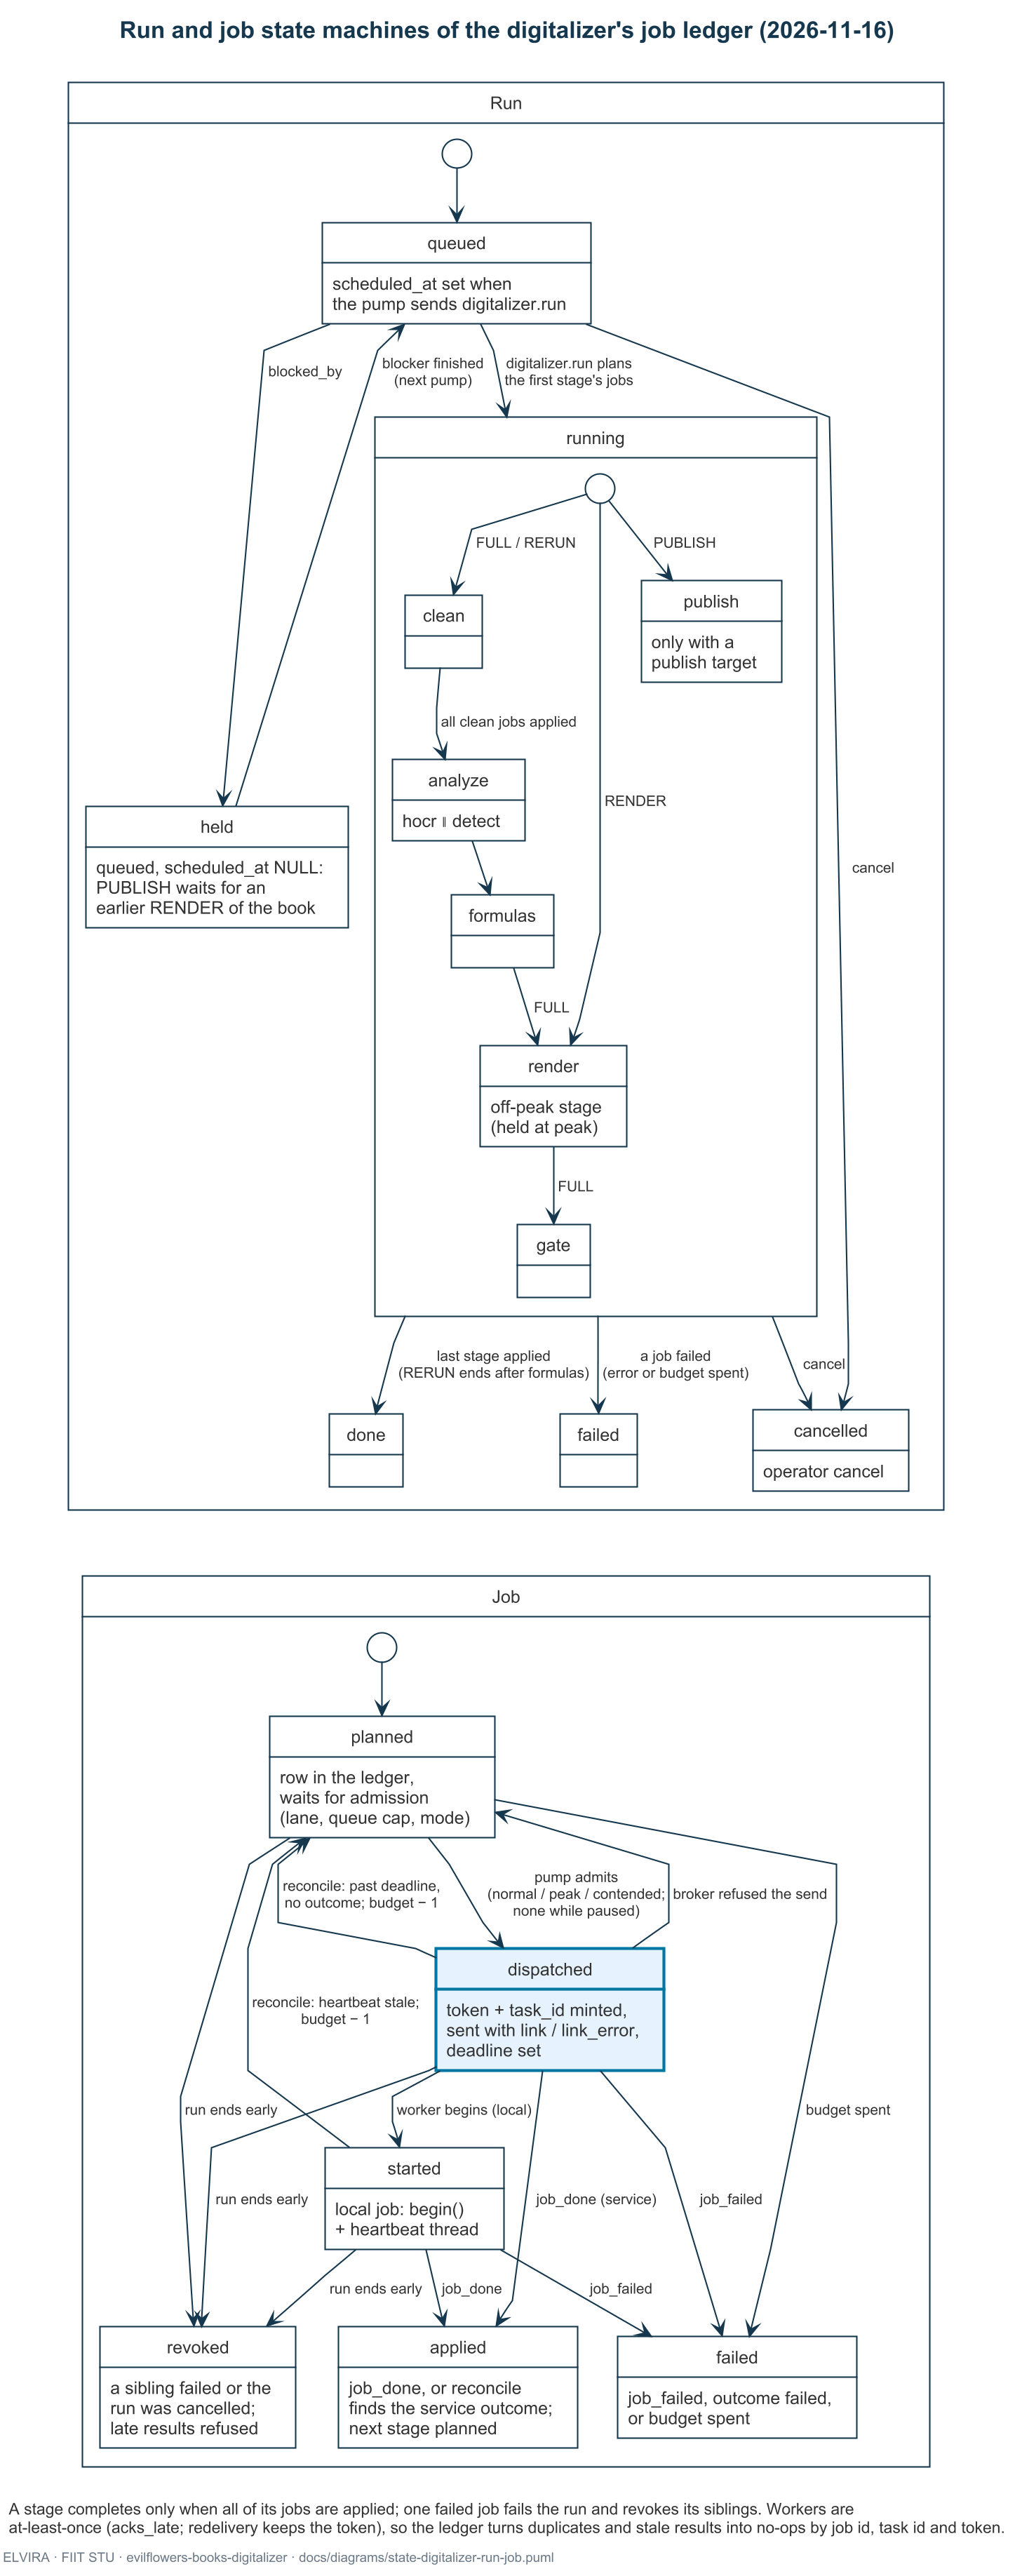 Run and job state machines of the digitalizer's job ledger (2026-11-16)
Run
queued
scheduled_at set when
the pump sends digitalizer.run
blocked_by
blocker finished
(next pump)
digitalizer.run plans
the first stage's jobs
running
FULL / RERUN
PUBLISH
clean
publish
only with a
publish target
all clean jobs applied
analyze
hocr ∥ detect
RENDER
held
queued, scheduled_at NULL:
PUBLISH waits for an
earlier RENDER of the book
cancel
formulas
FULL
render
off-peak stage
(held at peak)
FULL
gate
last stage applied
(RERUN ends after formulas)
a job failed
(error or budget spent)
cancel
done
failed
cancelled
operator cancel
Job
planned
row in the ledger,
waits for admission
(lane, queue cap, mode)
reconcile: past deadline,
no outcome; budget − 1
pump admits
(normal / peak / contended;
none while paused)
broker refused the send
dispatched
token + task_id minted,
sent with link / link_error,
deadline set
reconcile: heartbeat stale;
budget − 1
run ends early
worker begins (local)
budget spent
started
local job: begin()
+ heartbeat thread
run ends early
job_done (service)
job_failed
run ends early
job_done
job_failed
revoked
a sibling failed or the
run was cancelled;
late results refused
applied
job_done, or reconcile
finds the service outcome;
next stage planned
failed
job_failed, outcome failed,
or budget spent
A stage completes only when all of its jobs are applied; one failed job fails the run and revokes its siblings. Workers are
at-least-once (acks_late; redelivery keeps the token), so the ledger turns duplicates and stale results into no-ops by job id, task id and token.
ELVIRA · FIIT STU · evilflowers-books-digitalizer · docs/diagrams/state-digitalizer-run-job.puml